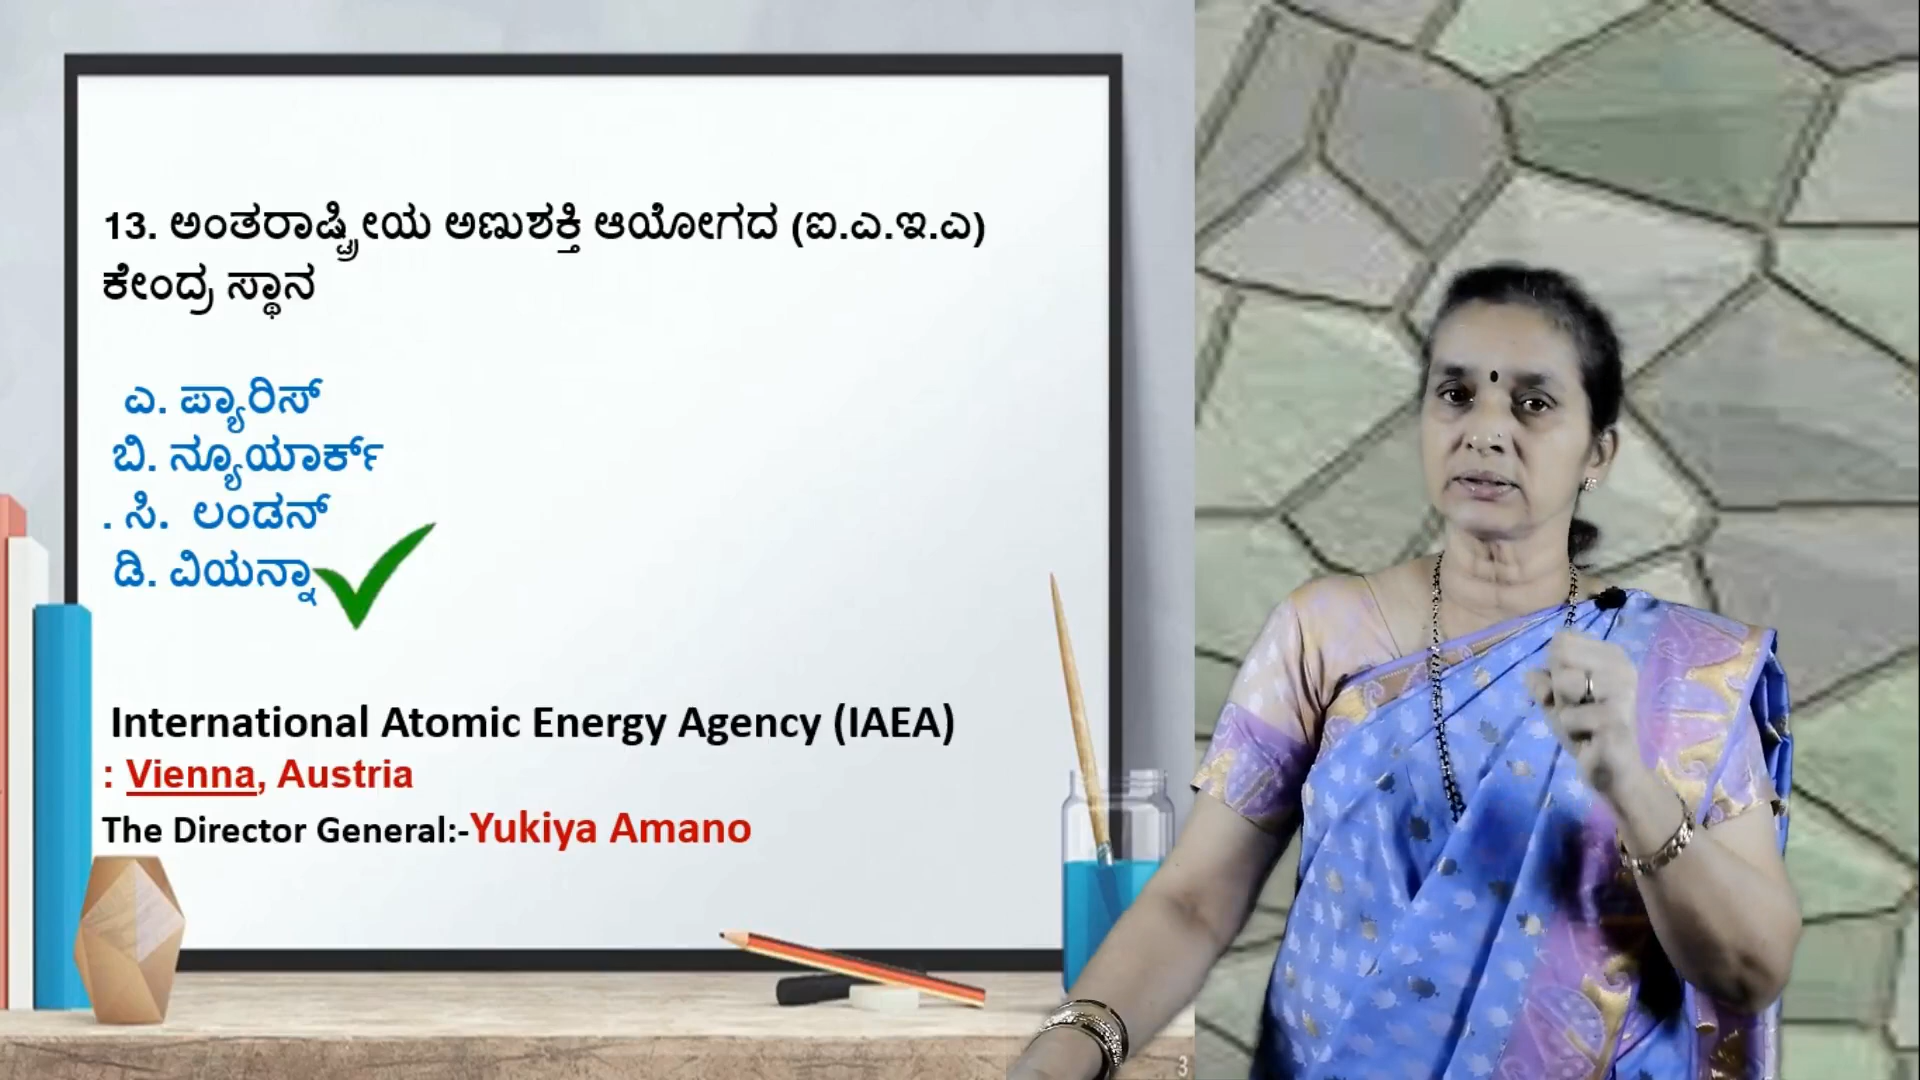 13. ಅಂತರಾಷ್ಟ್ರೀಯ ಅಣುಶಕ್ತಿ ಆಯೋಗದ (ಐ.ಎ.ಇ.ಎ)
ಕೇಂದ್ರ ಸ್ಥಾನ
ಎ. ಪ್ಯಾರಿಸ್
ಬಿ. ನ್ಯೂಯಾರ್ಕ್
. ಸಿ. ಲಂಡನ್
ಡಿ. ವಿಯನ್ನಾ
International Atomic Energy Agency (IAEA)
: Vienna, Austria
The Director General:-Yukiya Amano
3